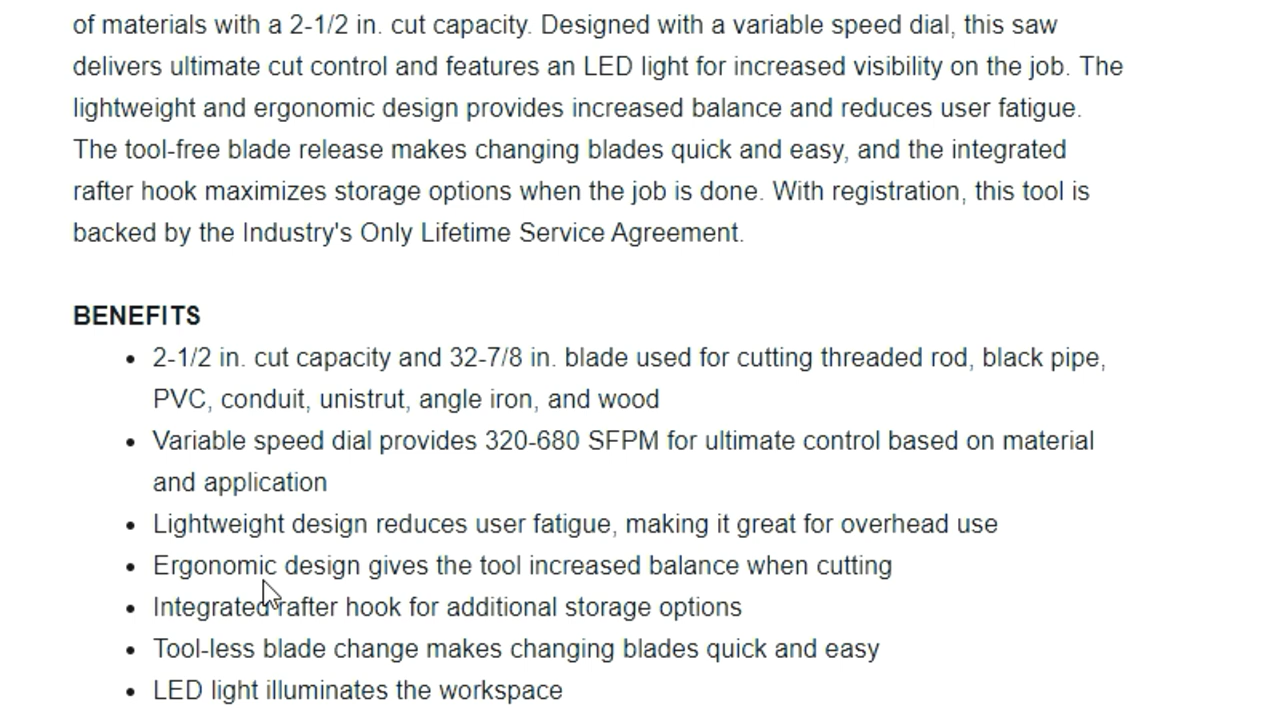 of materials with a 2-1/2 in. cut capacity. Designed with a variable speed dial, this saw
delivers ultimate cut control and features an LED light for increased visibility on the job. The
lightweight and ergonomic design provides increased balance and reduces user fatigue.
The tool-free blade release makes changing blades quick and easy, and the integrated
rafter hook maximizes storage options when the job is done. With registration, this tool is
backed by the Industry's Only Lifetime Service Agreement.
BENEFITS
• 2-1/2 in. cut capacity and 32-7/8 in. blade used for cutting threaded rod, black pipe,
PVC, conduit, unistrut, angle iron, and wood
• Variable speed dial provides 320-680 SFPM for ultimate control based on material
and application
• Lightweight design reduces user fatigue, making it great for overhead use
• Ergonomic design gives the tool increased balance when cutting
• Integrated rafter hook for additional storage options
• Tool-less blade change makes changing blades quick and easy
• LED light illuminates the workspace